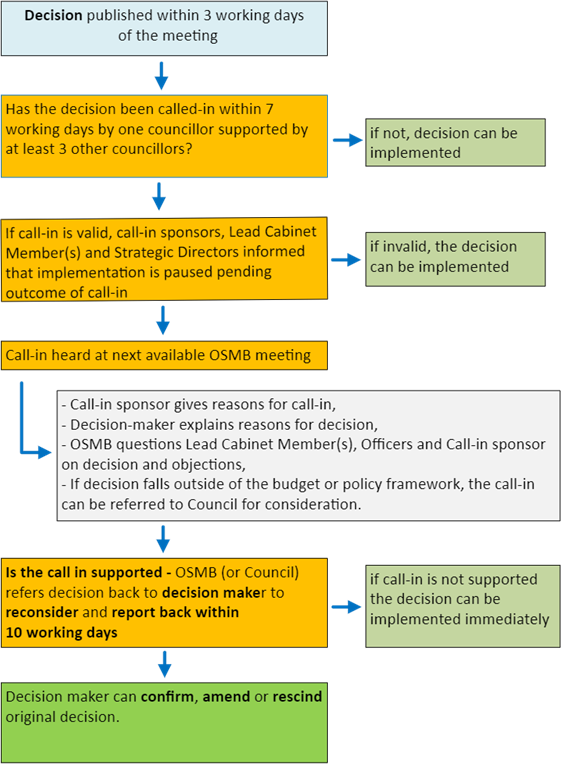 Decision published within 3 working days
of the meeting
Has the decision been called-in within 7
working days by one councillor supported by
at least 3 other councillors?
if not, decision can be
implemented
If call-in is valid, call-in sponsors, Lead Cabinet
Member(s) and Strategic Directors informed
that implementation is paused pending
outcome of call-in
if invalid, the decision
can be implemented
Call-in heard at next available OSMB meeting
- Call-in sponsor gives reasons for call-in,
- Decision-maker explains reasons for decision,
- OSMB questions Lead Cabinet Member(s), Officers and Call-in sponsor
on decision and objections,
- If decision falls outside of the budget or policy framework, the call-in
can be referred to Council for consideration.
Is the call in supported - OSMB (or Council)
refers decision back to decision maker to
reconsider and report back within
10 working days
if call-in is not supported
the decision can be
implemented immediately
Decision maker can confirm, amend or rescind
original decision.